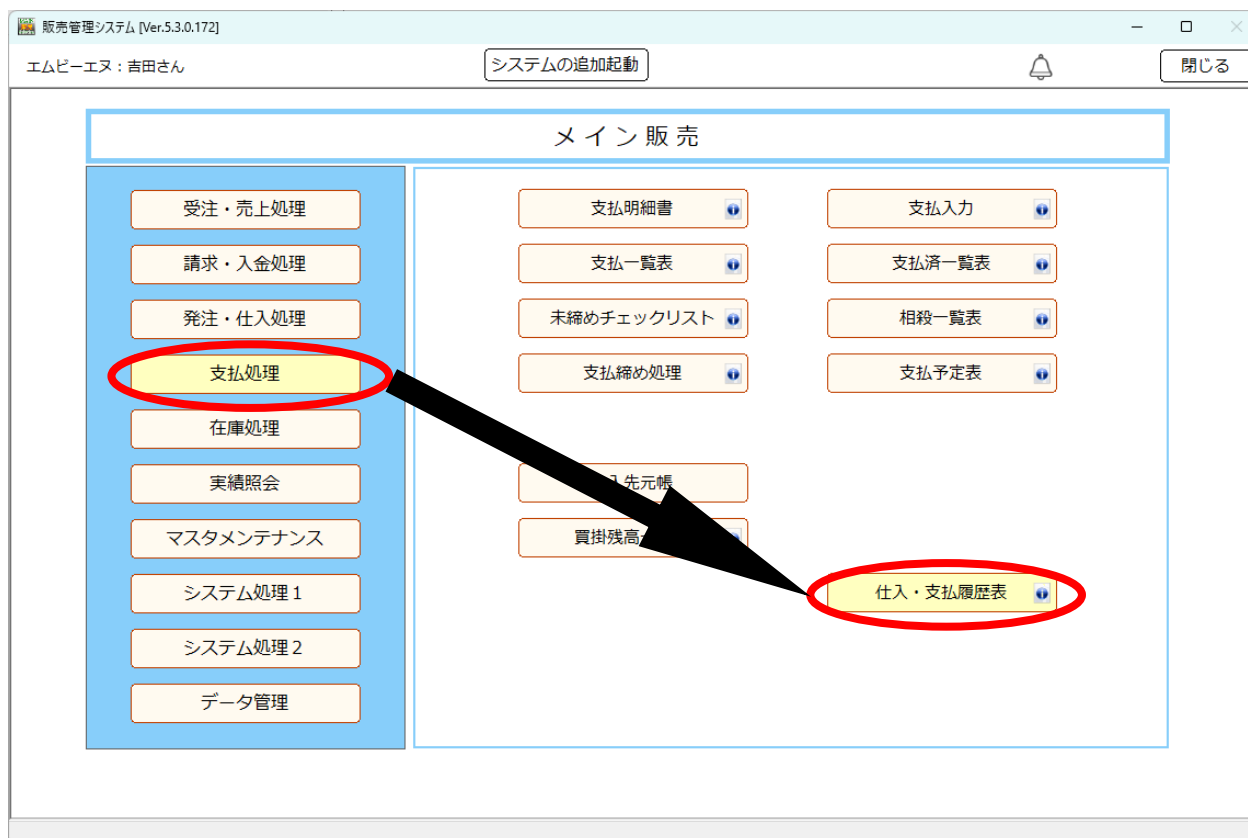 販売管理システム [Ver.5.3.0.172]
エムビーエヌ：吉田さん
システムの追加起動
閉じる
メイン販売
受注・売上処理
請求・入金処理
発注・仕入処理
支払処理
在庫処理
実績照会
マスタメンテナンス
システム処理１
システム処理２
データ管理
支払明細書
支払入力
支払一覧表
支払済一覧表
未締めチェックリスト
相殺一覧表
支払締め処理
支払予定表
入先元帳
買掛残高
仕入・支払履歴表